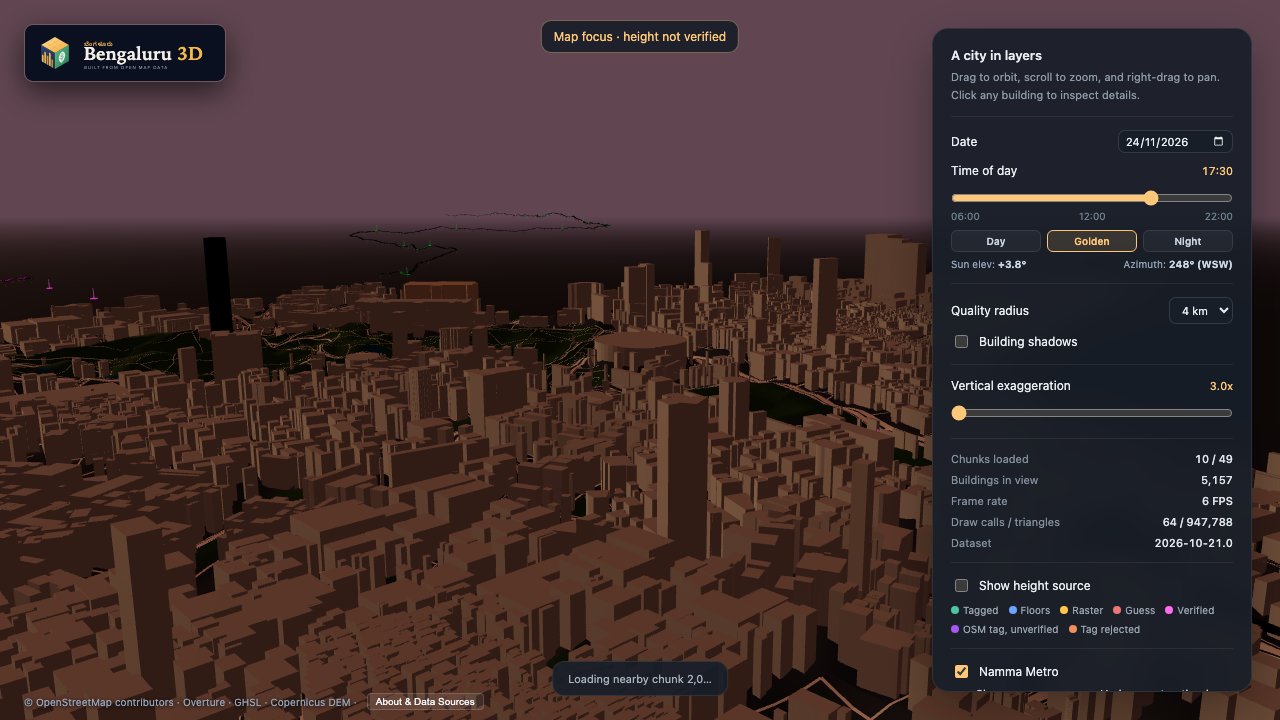 Bengaluru 3D
BUILT FROM OPEN MAP DATA
Map focus · height not verified
A city in layers
Drag to orbit, scroll to zoom, and right-drag to pan.
Click any building to inspect details.
Date 24/11/2026
Time of day 17:30
06:00 12:00 22:00
Day Golden Night
Sun elev: +3.8° Azimuth: 248° (WSW)
Quality radius 4 km
Building shadows
Vertical exaggeration 3.0x
Chunks loaded 10 / 49
Buildings in view 5,157
Frame rate 6 FPS
Draw calls / triangles 64 / 947,788
Dataset 2026-10-21.0
Show height source
Tagged Floors Raster Guess Verified
OSM tag, unverified Tag rejected
Namma Metro
Loading nearby chunk 2,0...
© OpenStreetMap contributors · Overture · GHSL · Copernicus DEM · About & Data Sources